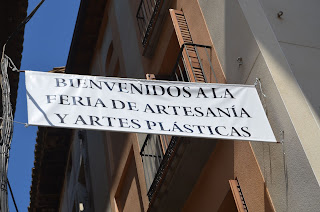 BIENVENIDOS A LA
FERIA DE ARTESANÍA
Y ARTES PLÁSTICAS